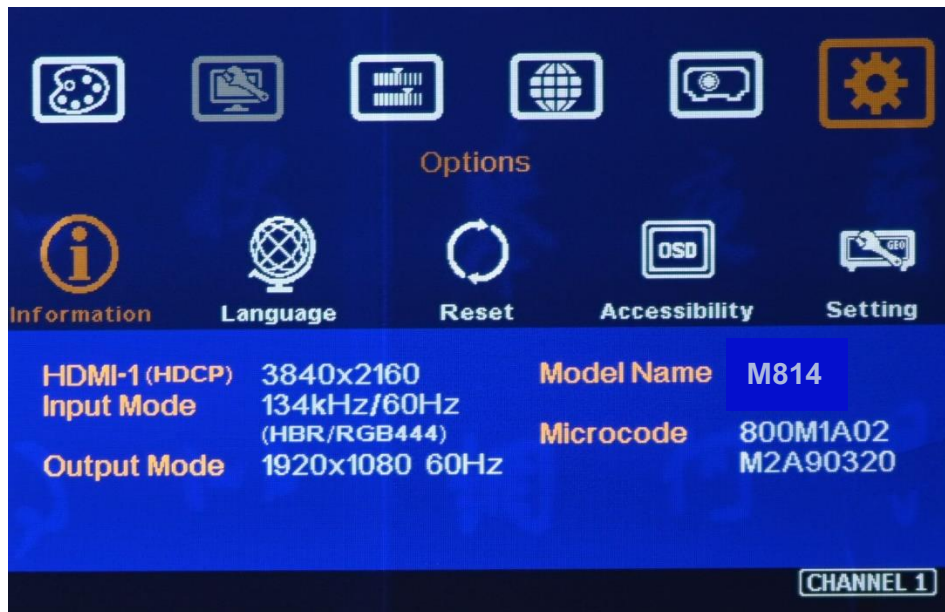 Options
OSD
GEO
Information Language Reset Accessibility Setting
HDMI-1 (HDCP) 3840x2160 Model Name M814
Input Mode 134kHz/60Hz
(HBR/RGB444) Microcode 800M1A02
Output Mode 1920x1080 60Hz M2A90320
CHANNEL 1